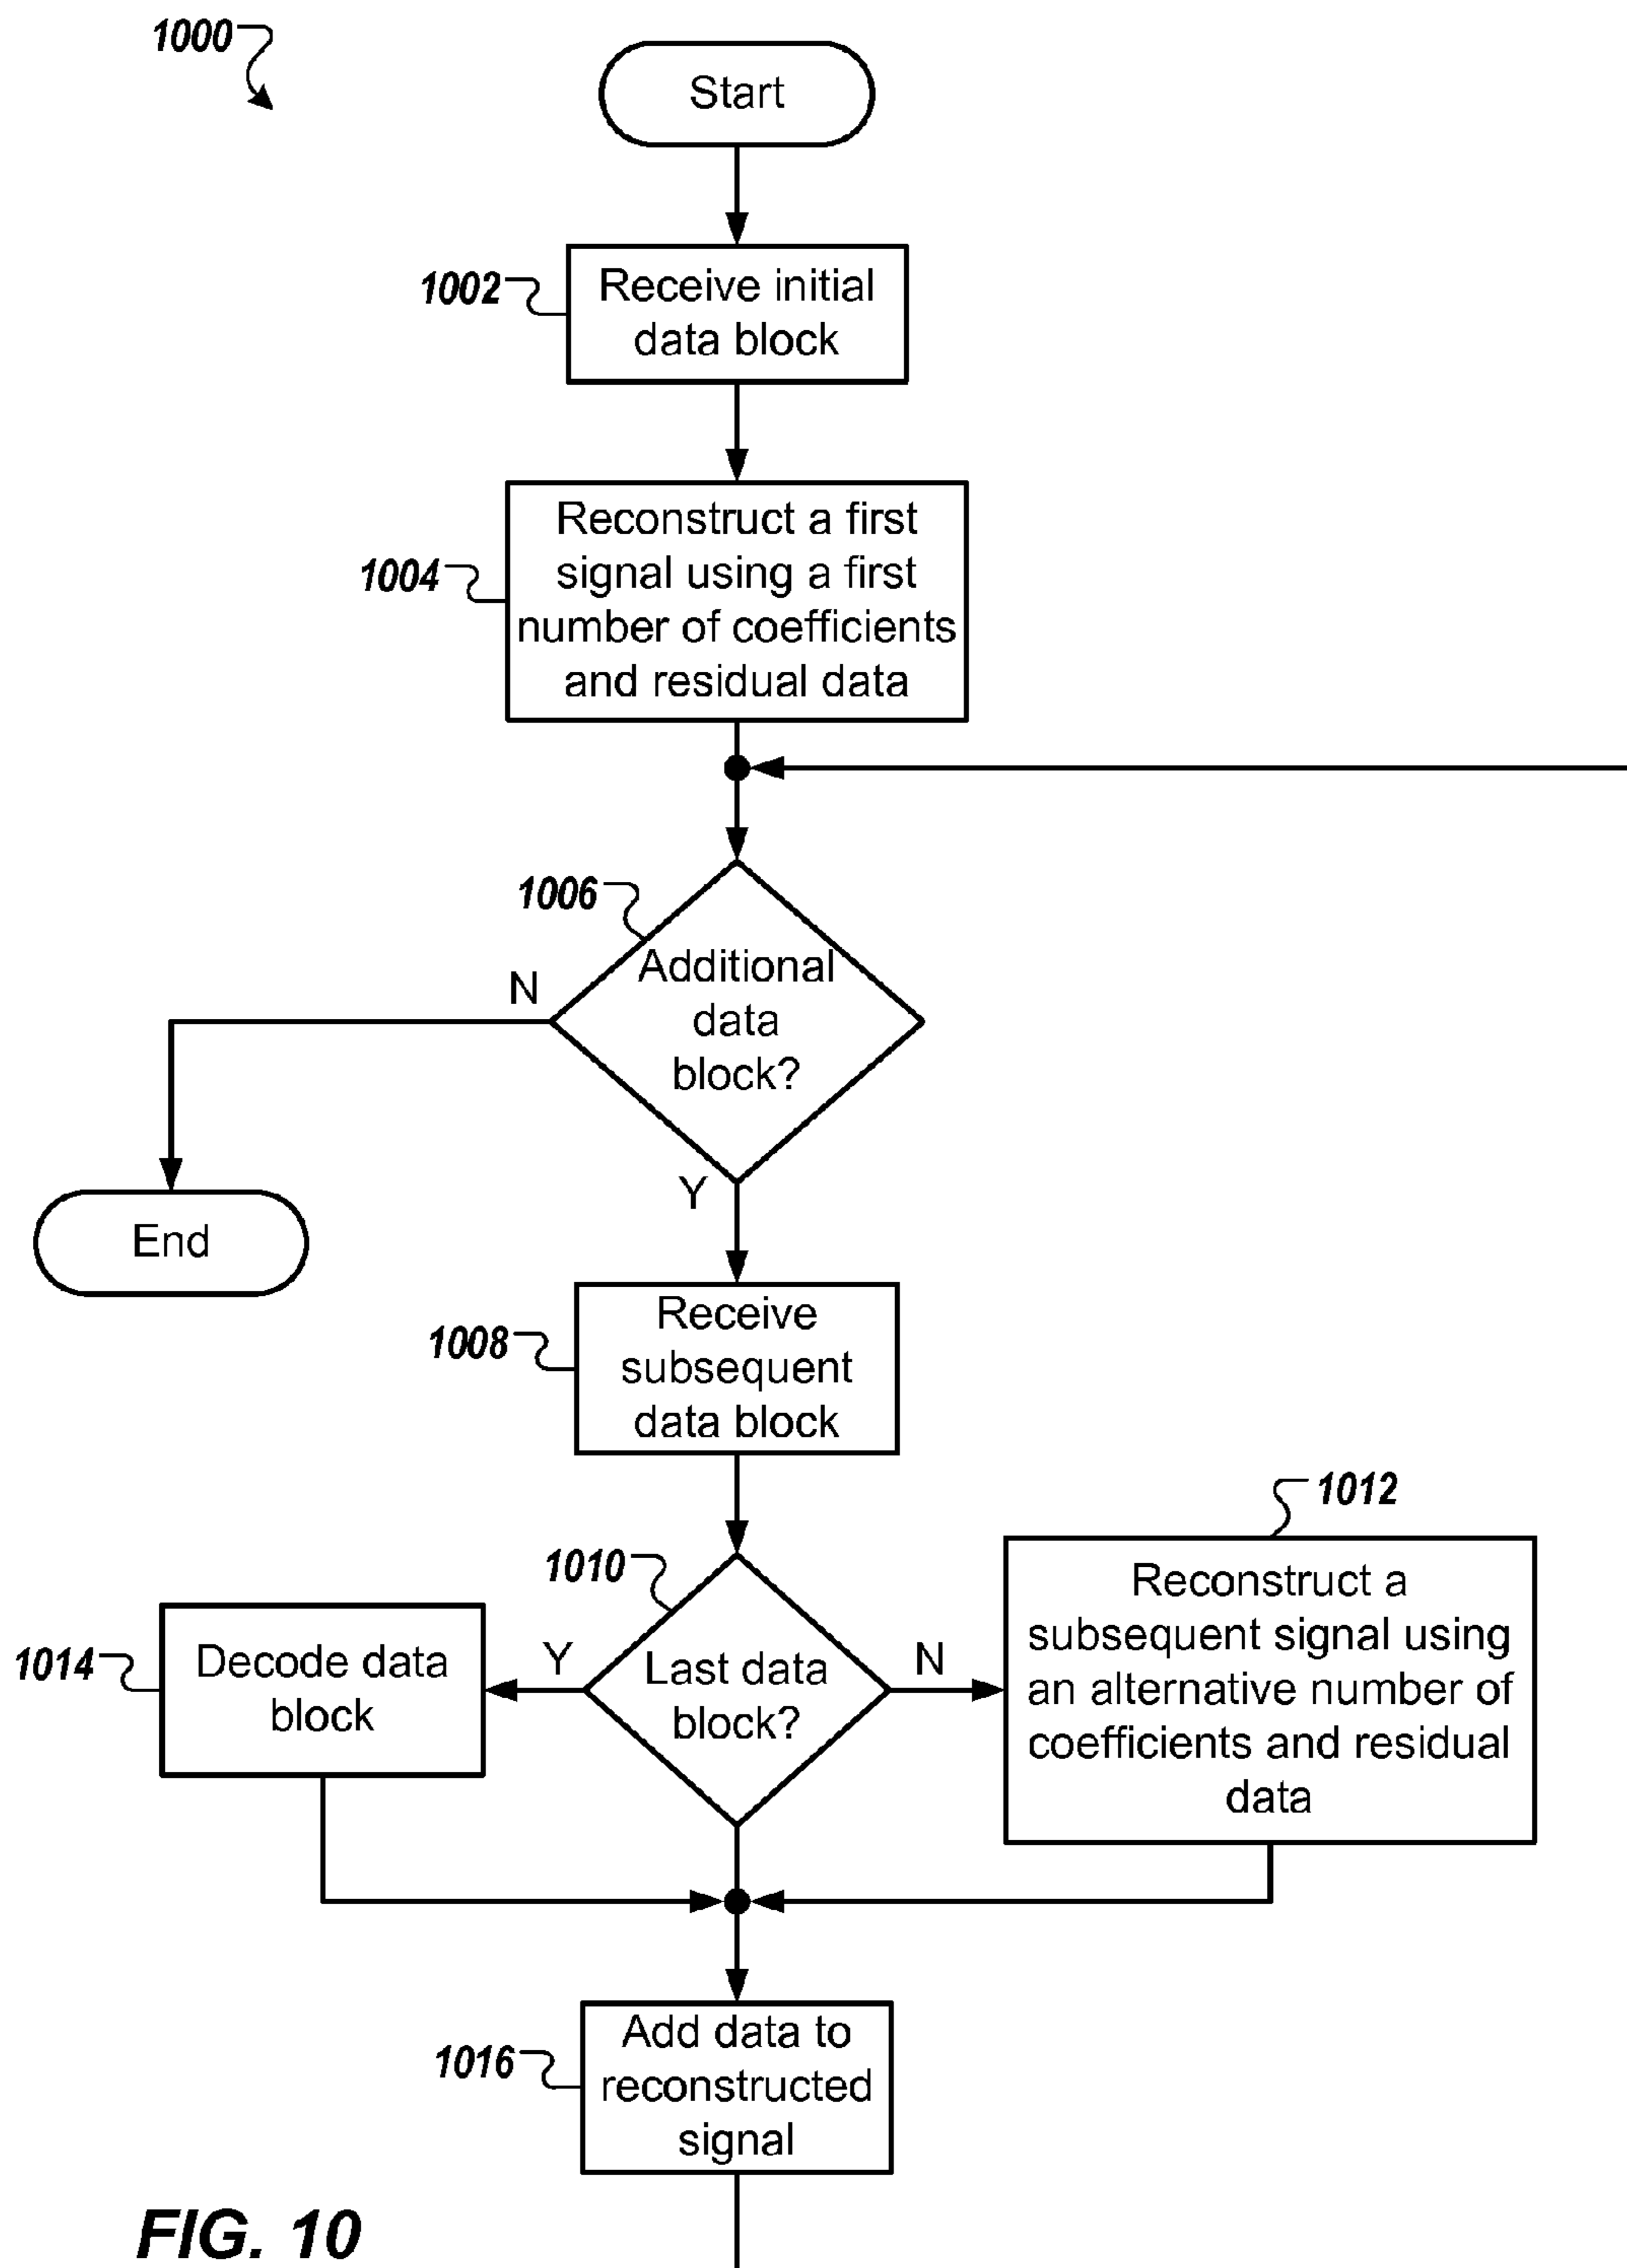 1000
Start
1002
Receive initial
data block
1004
Reconstruct a first
signal using a first
number of coefficients
and residual data
1006
Additional
data
block?
N
Y
End
1008
Receive
subsequent
data block
1010
Last data
block?
Y
N
1012
Reconstruct a
subsequent signal using
an alternative number of
coefficients and residual
data
1014
Decode data
block
1016
Add data to
reconstructed
signal
FIG. 10